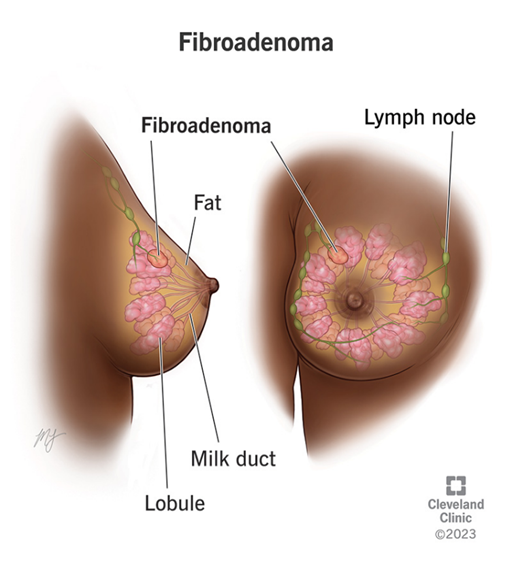 Fibroadenoma
Lymph node
Fibroadenoma
Fat
Milk duct
Lobule
Cleveland
Clinic
©2023